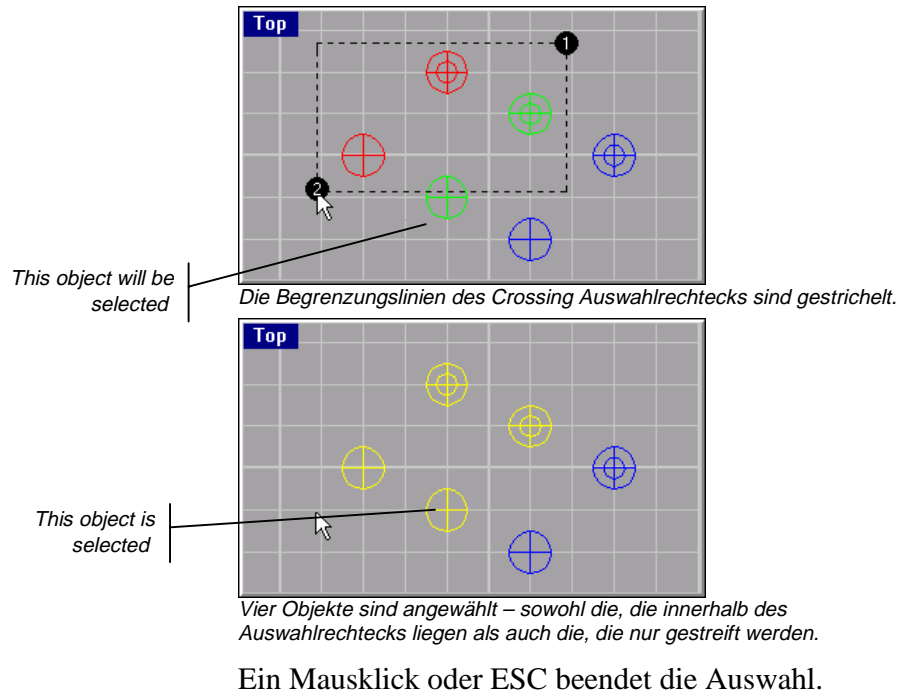 Top
1
2
This object will be
selected
Die Begrenzungslinien des Crossing Auswahlrechtecks sind gestrichelt.
Top
This object is
selected
Vier Objekte sind angewählt – sowohl die, die innerhalb des
Auswahlrechtecks liegen als auch die, die nur gestreift werden.
Ein Mausklick oder ESC beendet die Auswahl.